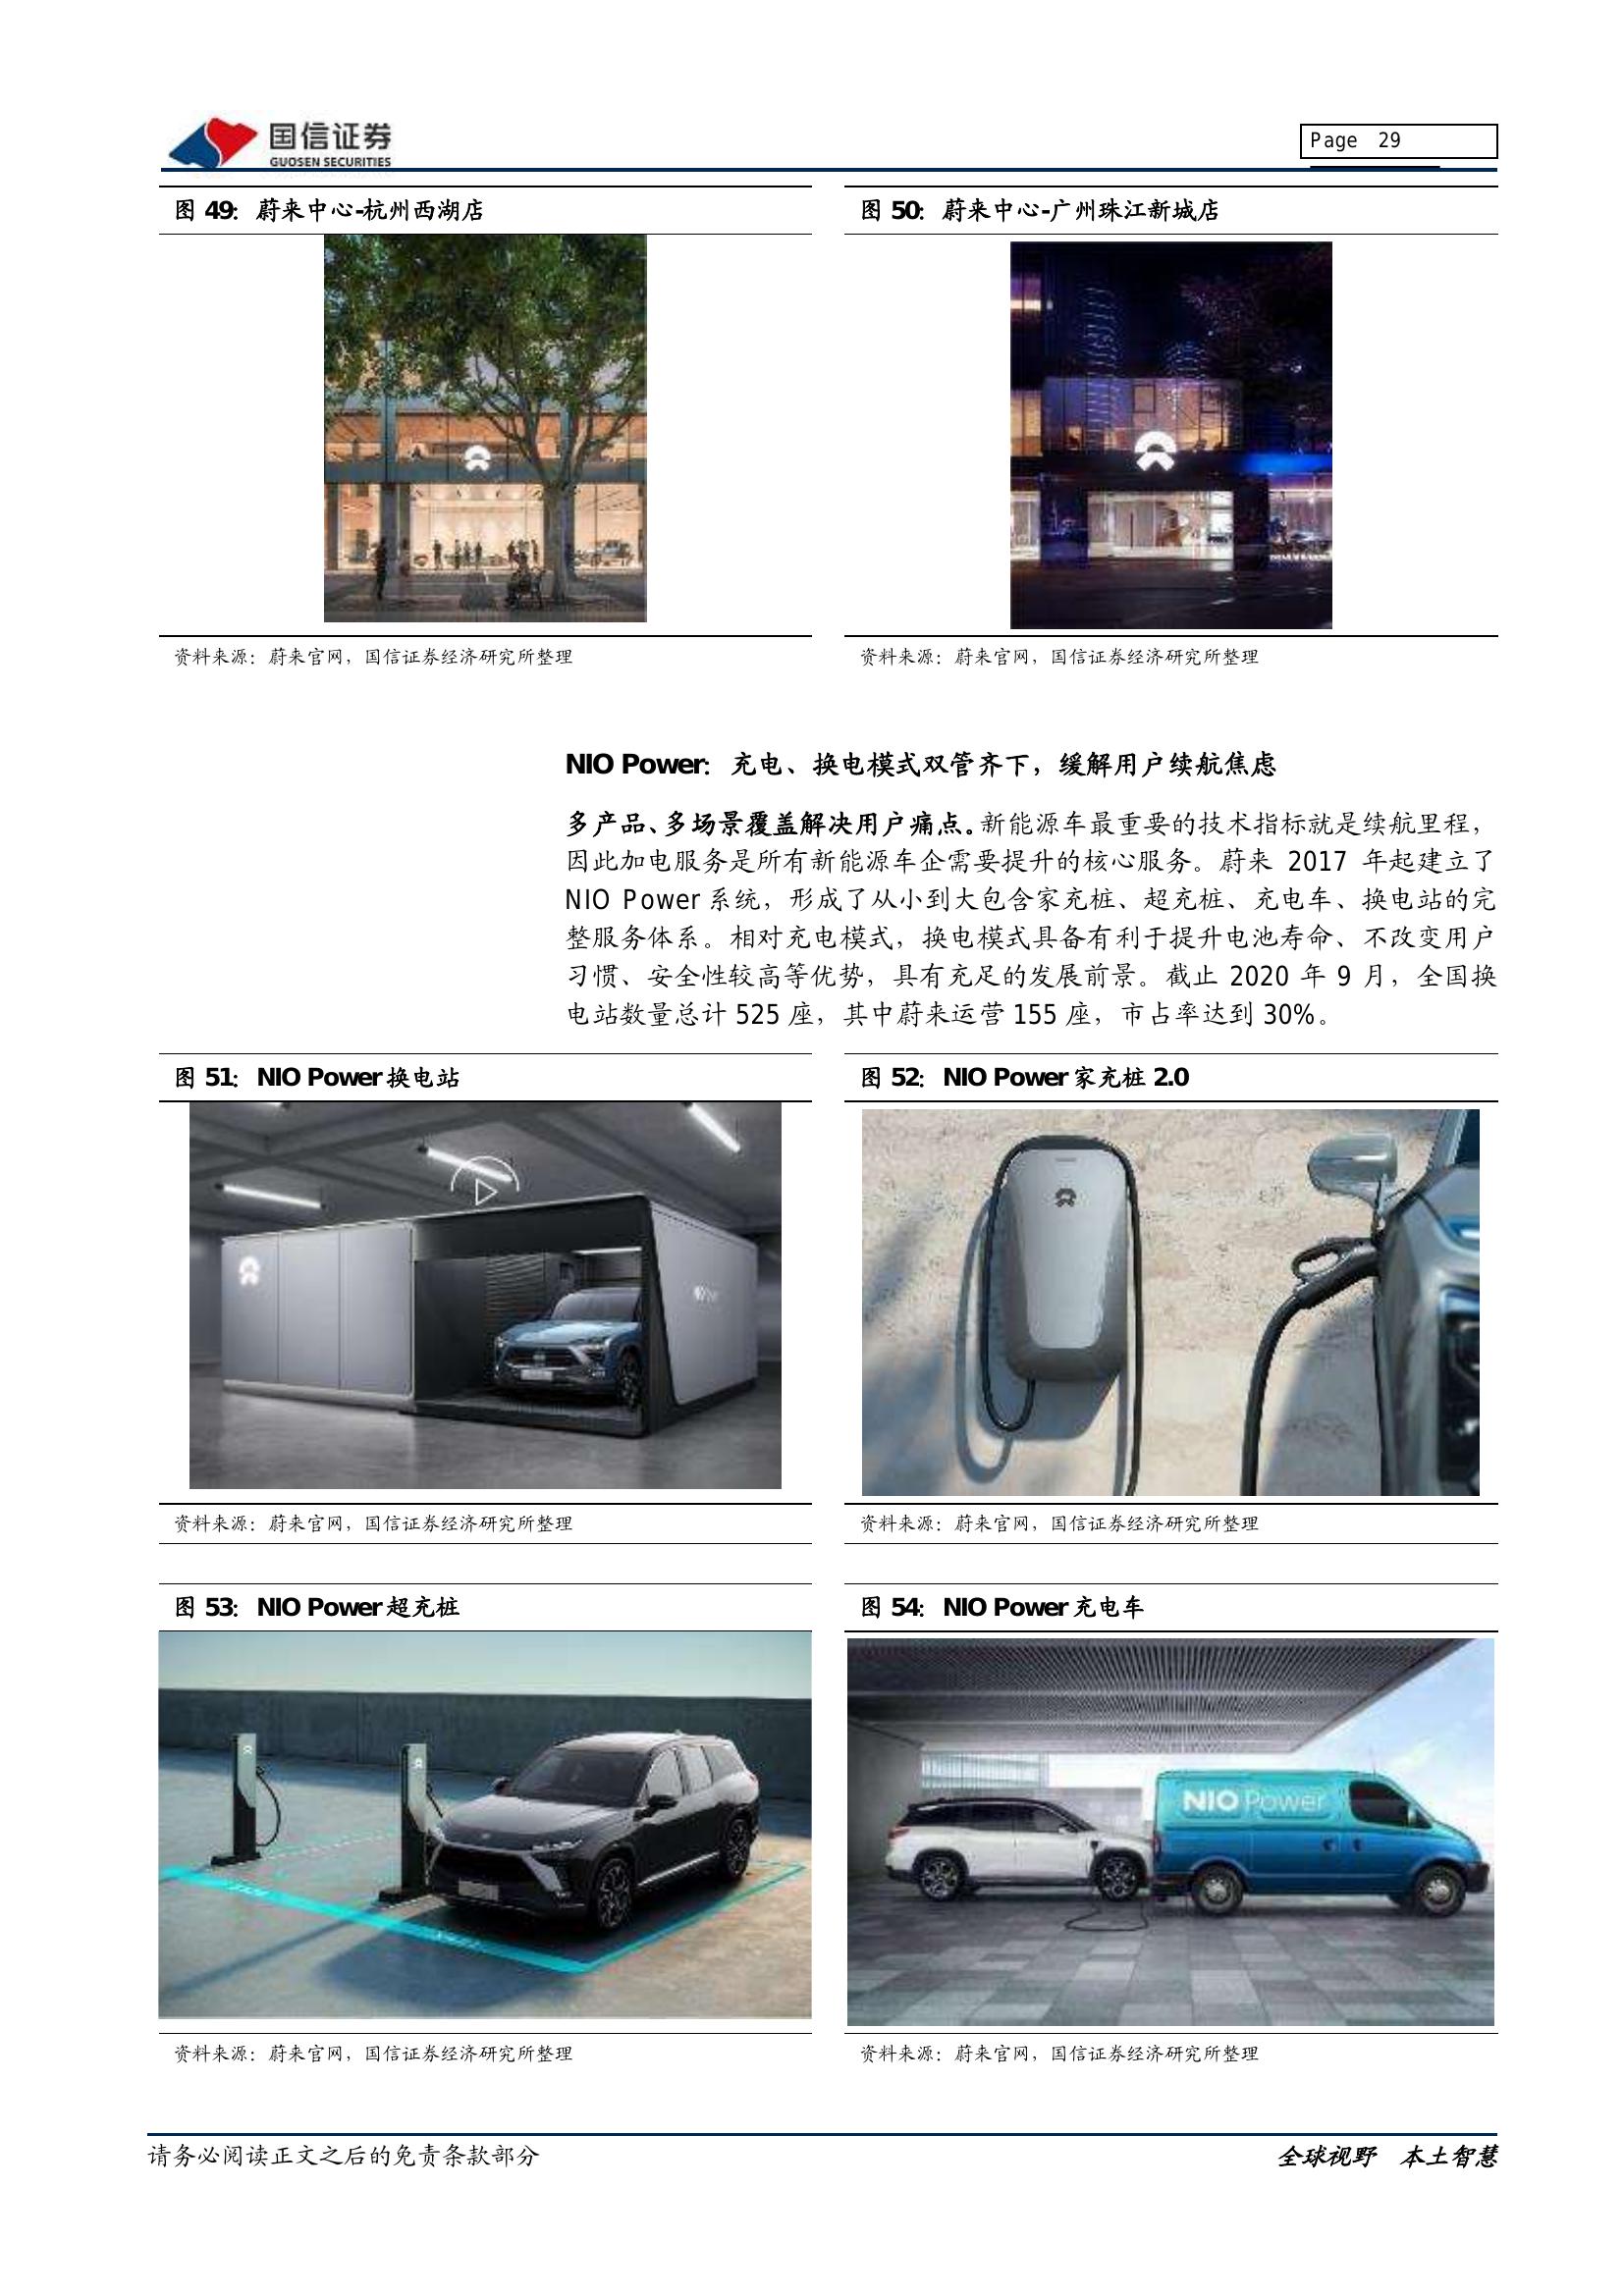 国信证券
GUOSEN SECURITIES
Page 29
图 49：蔚来中心-杭州西湖店
图 50：蔚来中心-广州珠江新城店
资料来源：蔚来官网，国信证券经济研究所整理
资料来源：蔚来官网，国信证券经济研究所整理
NIO Power：充电、换电模式双管齐下，缓解用户续航焦虑
多产品、多场景覆盖解决用户痛点。新能源车最重要的技术指标就是续航里程，
因此加电服务是所有新能源车企需要提升的核心服务。蔚来 2017 年起建立了
NIO Power 系统，形成了从小到大包含家充桩、超充桩、充电车、换电站的完
整服务体系。相对充电模式，换电模式具备有利于提升电池寿命、不改变用户
习惯、安全性较高等优势，具有充足的发展前景。截止 2020 年 9 月，全国换
电站数量总计 525 座，其中蔚来运营 155 座，市占率达到 30%。
图 51：NIO Power 换电站
图 52：NIO Power 家充桩 2.0
资料来源：蔚来官网，国信证券经济研究所整理
资料来源：蔚来官网，国信证券经济研究所整理
图 53：NIO Power 超充桩
图 54：NIO Power 充电车
NIO Power
资料来源：蔚来官网，国信证券经济研究所整理
资料来源：蔚来官网，国信证券经济研究所整理
请务必阅读正文之后的免责条款部分
全球视野 本土智慧